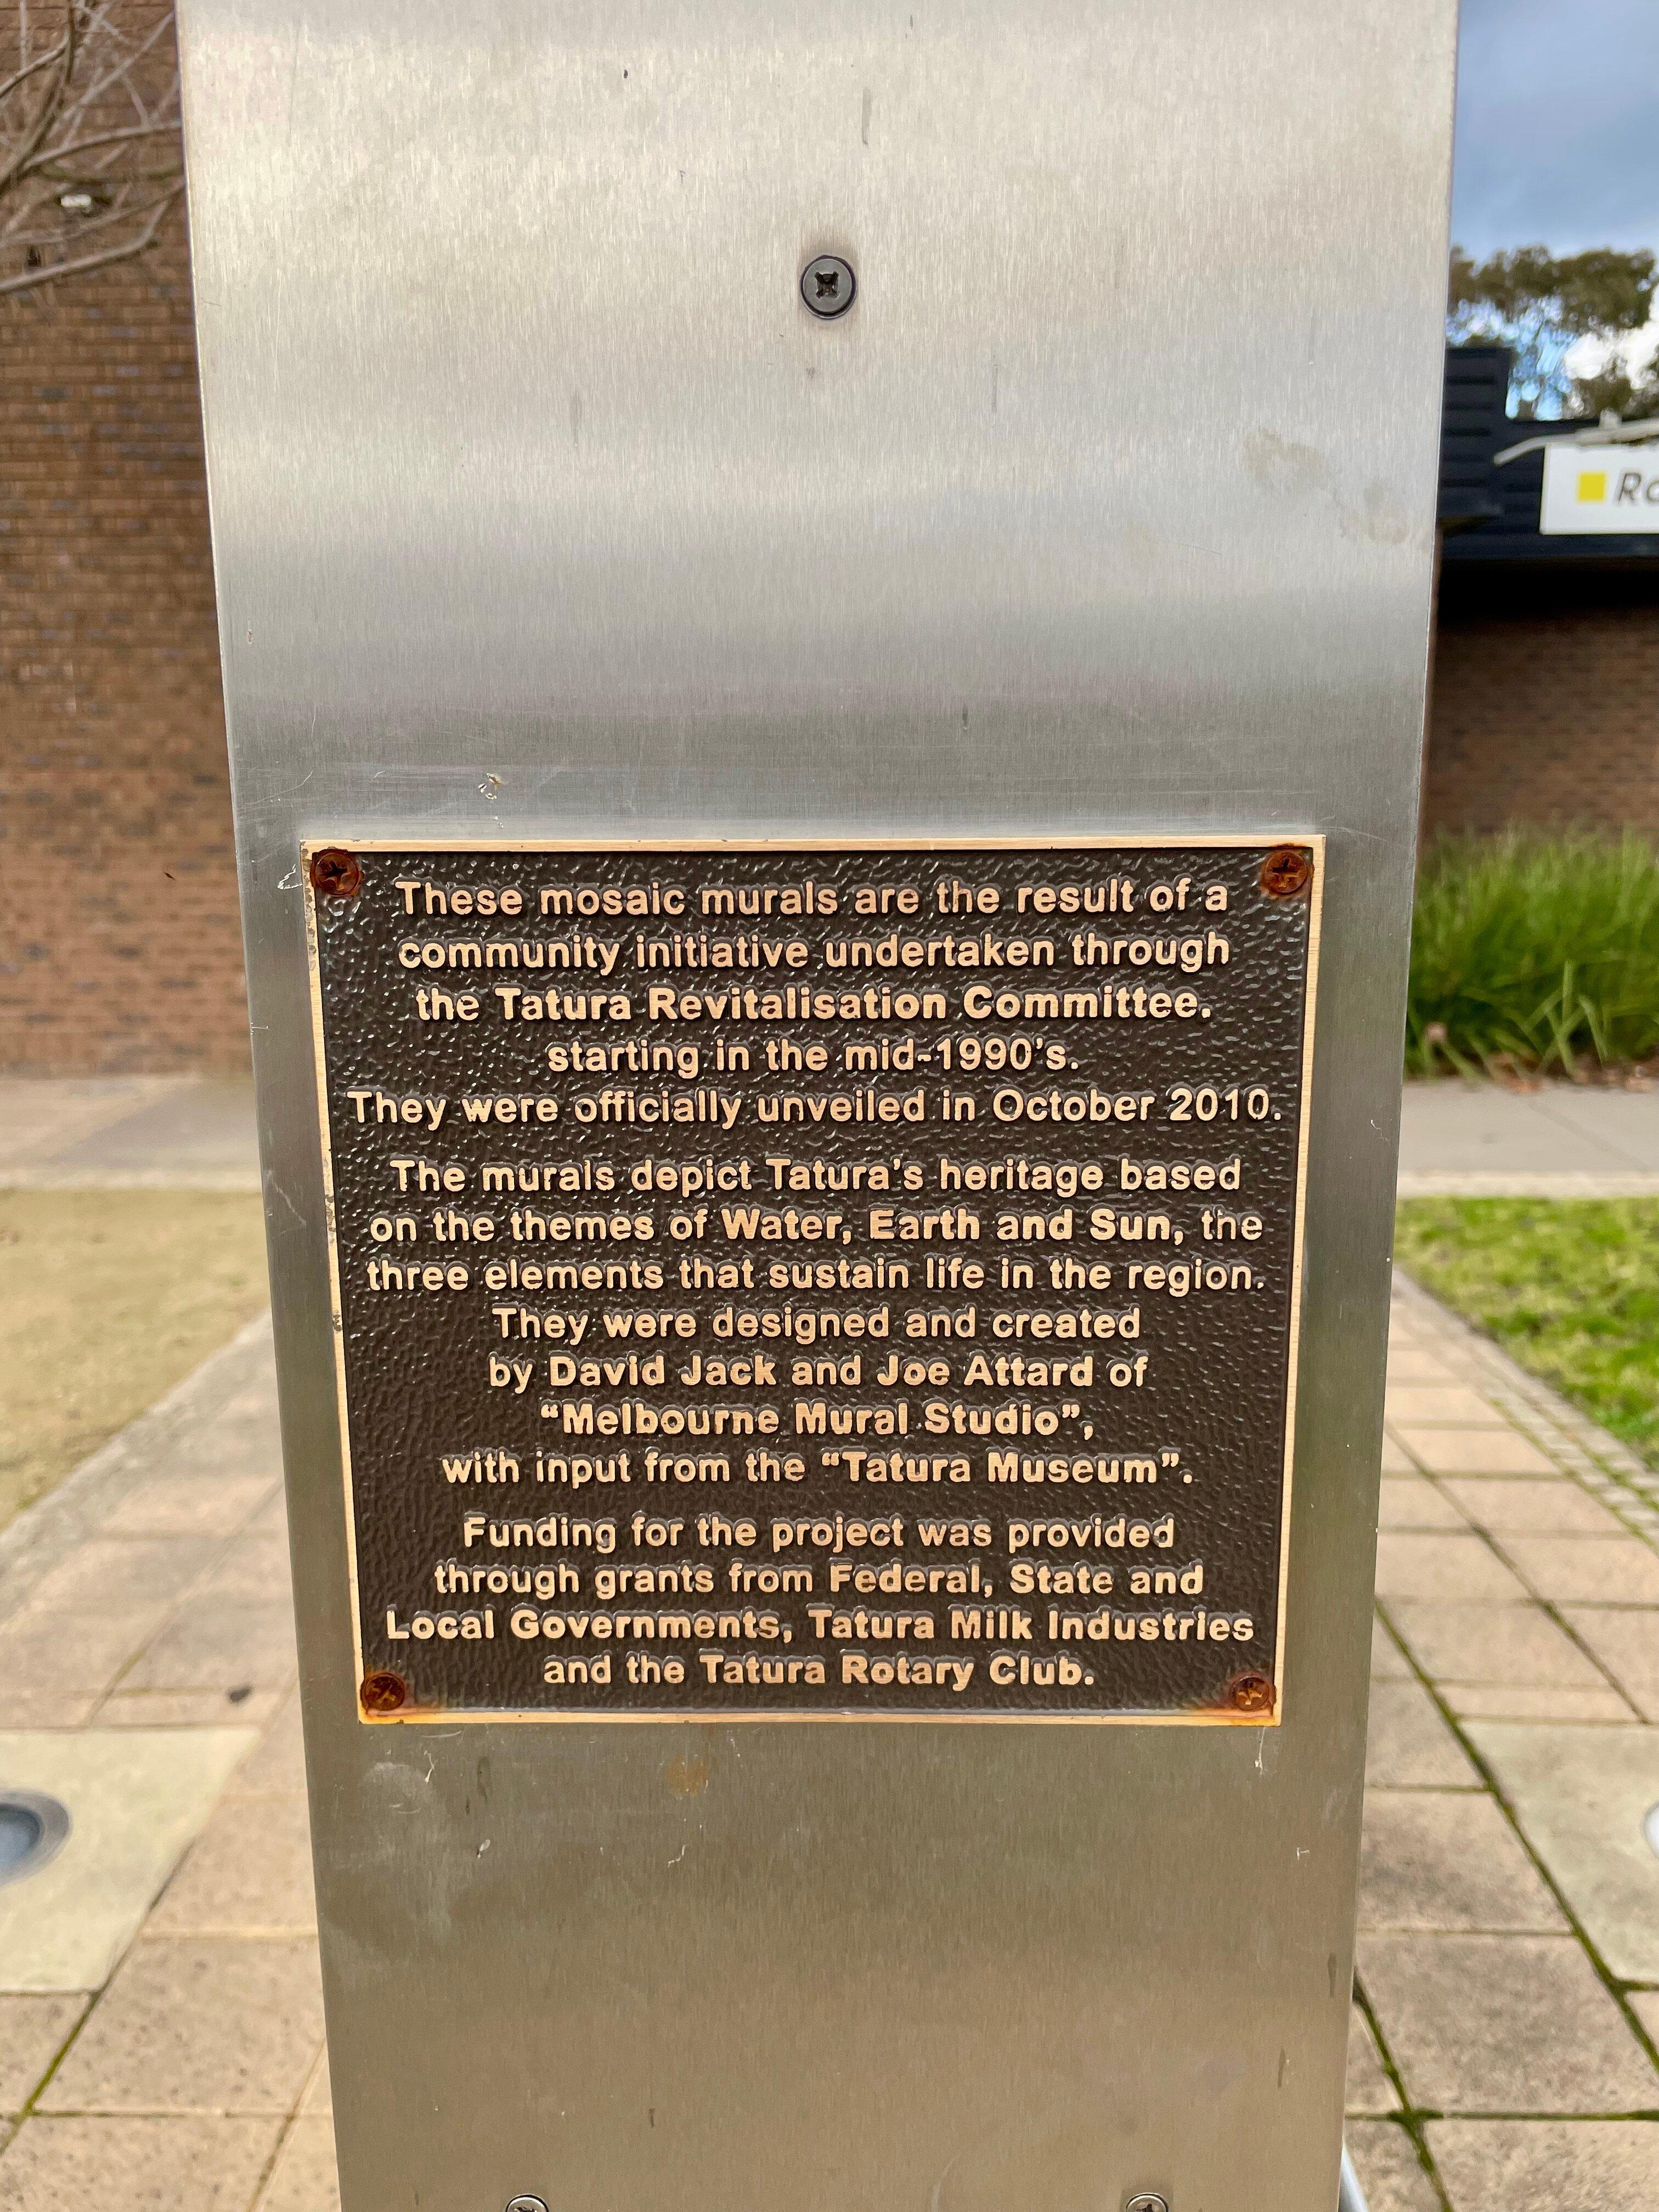 Ra
These mosaic murals are the result of a
community initiative undertaken through
the Tatura Revitalisation Committee.
starting in the mid-1990's.
They were officially unveiled in October 2010.
The murals depict Tatura's heritage based
on the themes of Water, Earth and Sun, the
three elements that sustain life in the region.
They were designed and created
by David Jack and Joe Attard of
“Melbourne Mural Studio”,
with input from the “Tatura Museum”.
Funding for the project was provided
through grants from Federal, State and
Local Governments, Tatura Milk Industries
and the Tatura Rotary Club.